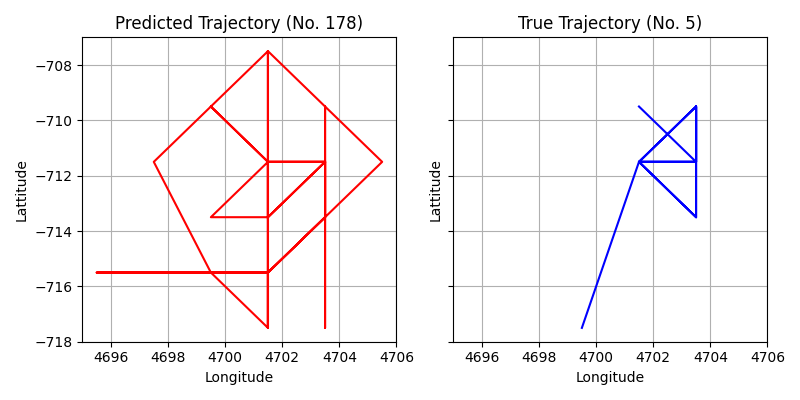 Predicted Trajectory (No. 178)
True Trajectory (No. 5)
Lattitude
−708
−710
−712
−714
−716
−718
4696 4698 4700 4702 4704 4706
Longitude
Lattitude
4696 4698 4700 4702 4704 4706
Longitude